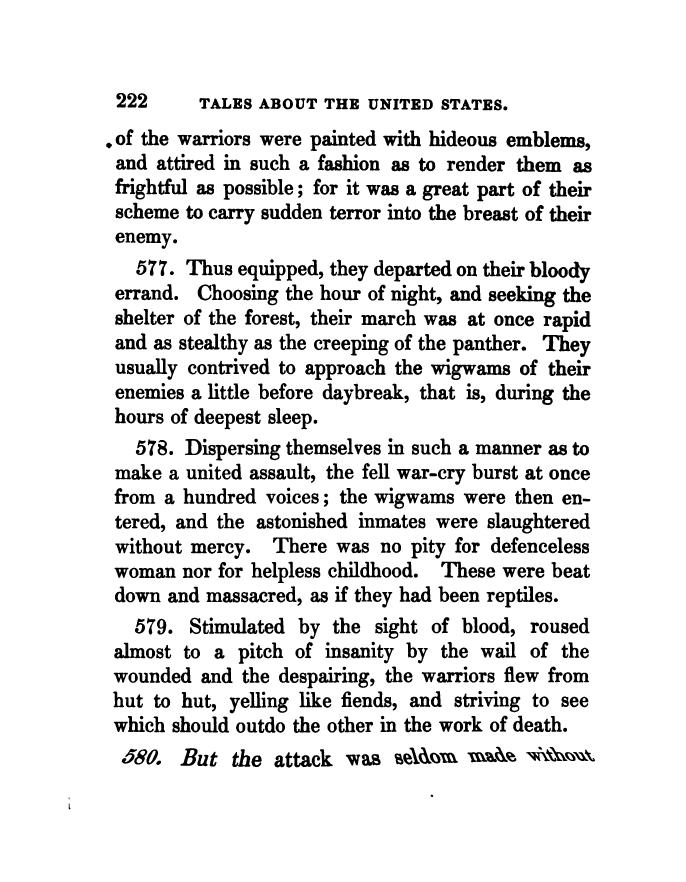 222 TALES ABOUT THE UNITED STATES.
of the warriors were painted with hideous emblems,
and attired in such a fashion as to render them as
frightful as possible; for it was a great part of their
scheme to carry sudden terror into the breast of their
enemy.
577. Thus equipped, they departed on their bloody
errand. Choosing the hour of night, and seeking the
shelter of the forest, their march was at once rapid
and as stealthy as the creeping of the panther. They
usually contrived to approach the wigwams of their
enemies a little before daybreak, that is, during the
hours of deepest sleep.
578. Dispersing themselves in such a manner as to
make a united assault, the fell war-cry burst at once
from a hundred voices; the wigwams were then en-
tered, and the astonished inmates were slaughtered
without mercy. There was no pity for defenceless
woman nor for helpless childhood. These were beat
down and massacred, as if they had been reptiles.
579. Stimulated by the sight of blood, roused
almost to a pitch of insanity by the wail of the
wounded and the despairing, the warriors flew from
hut to hut, yelling like fiends, and striving to see
which should outdo the other in the work of death.
580. But the attack was seldom made without